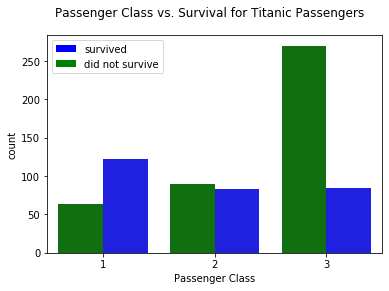 Passenger Class vs. Survival for Titanic Passengers
survived
did not survive
250
200
150
100
50
0
count
1 2 3
Passenger Class